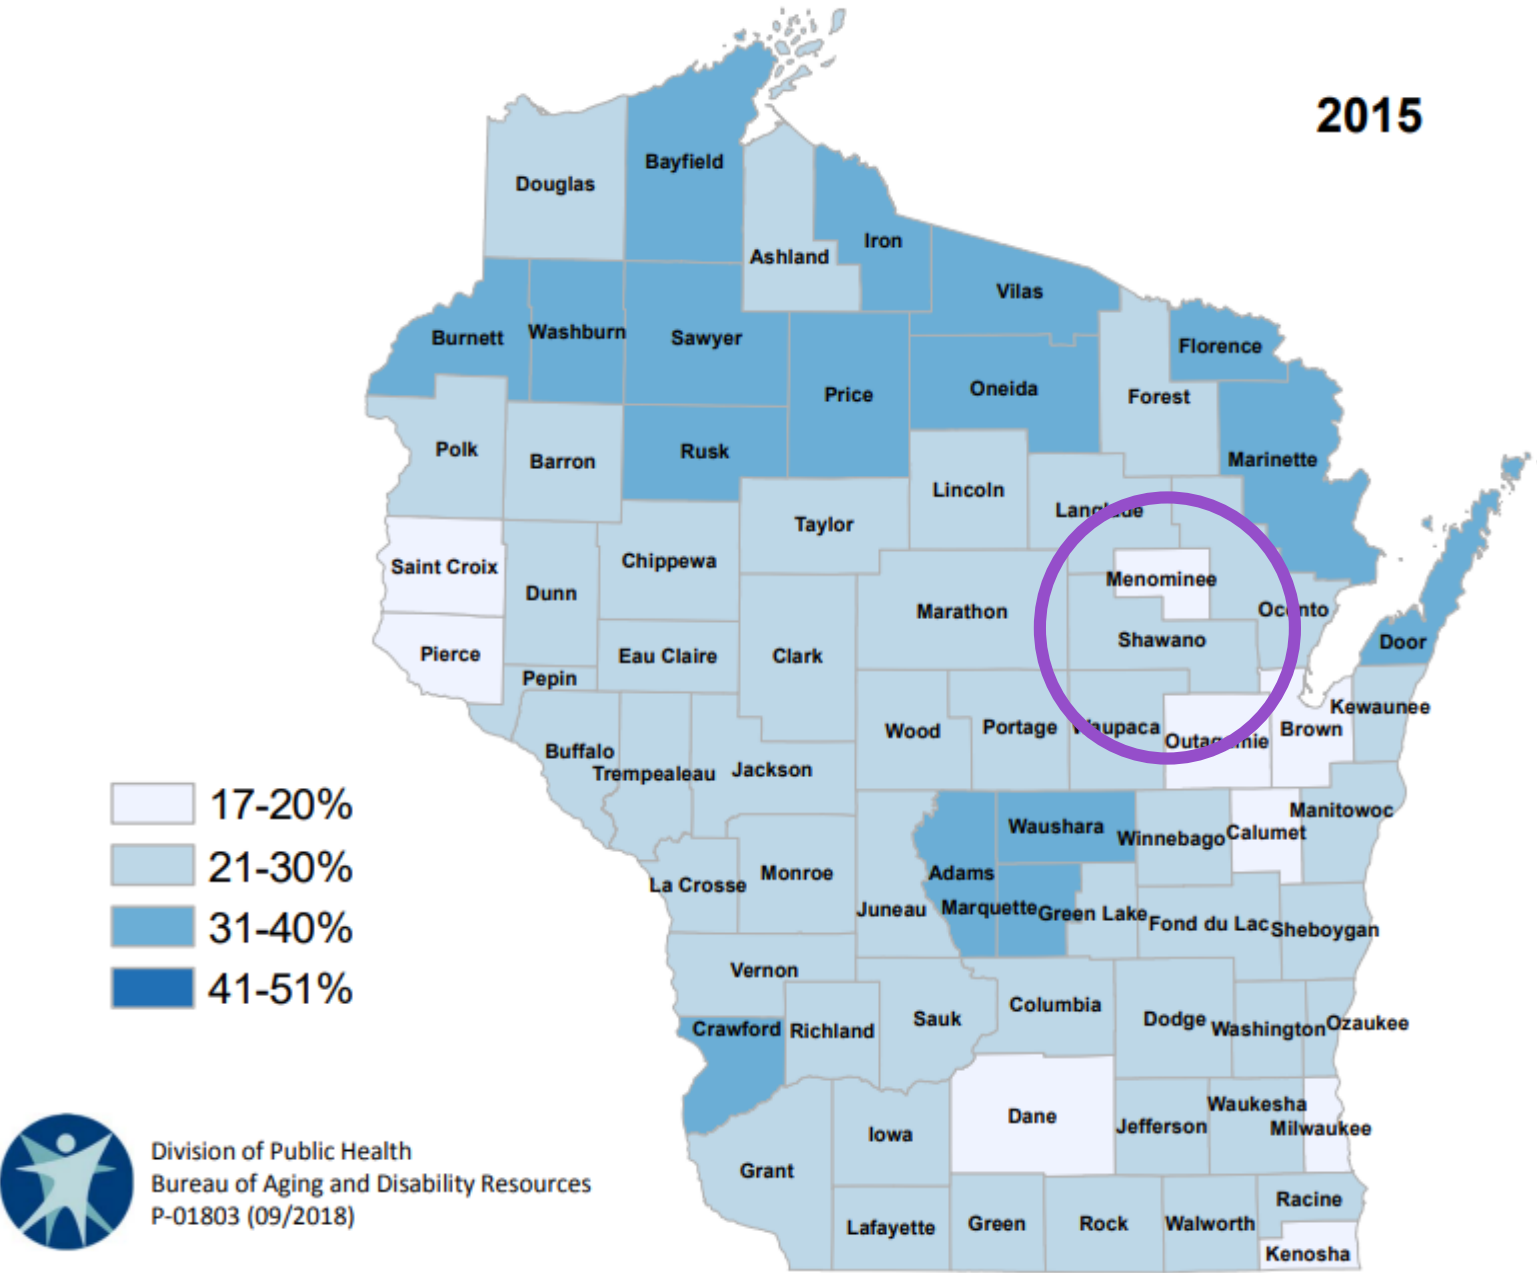 2015
Bayfield
Douglas
Iron
Ashland
Vilas
Washburn
Burnett
Sawyer
Florence
Oneida
Price
Forest
Polk
Rusk
Marinette
Barron
Lincoln
Langlade
Taylor
Chippewa
Saint Croix
Menominee
Dunn
Oconto
Marathon
Shawano
Door
Pierce
Eau Claire
Clark
Pepin
Kewaunee
Waupaca
Portage
Brown
Wood
Outagamie
Buffalo
Jackson
Trempealeau
17-20%
Manitowoc
Waushara
Calumet
Winnebago
21-30%
Adams
Monroe
La Crosse
Marquette
Juneau
Green Lake
Fond du Lac
Sheboygan
31-40%
Vernon
41-51%
Columbia
Sauk
Dodge
Ozaukee
Washington
Crawford
Richland
Waukesha
Dane
Jefferson
Milwaukee
Iowa
Division of Public Health
Grant
Bureau of Aging and Disability Resources
Racine
P-01803 (09/2018)
Green
Rock
Walworth
Lafayette
Kenosha